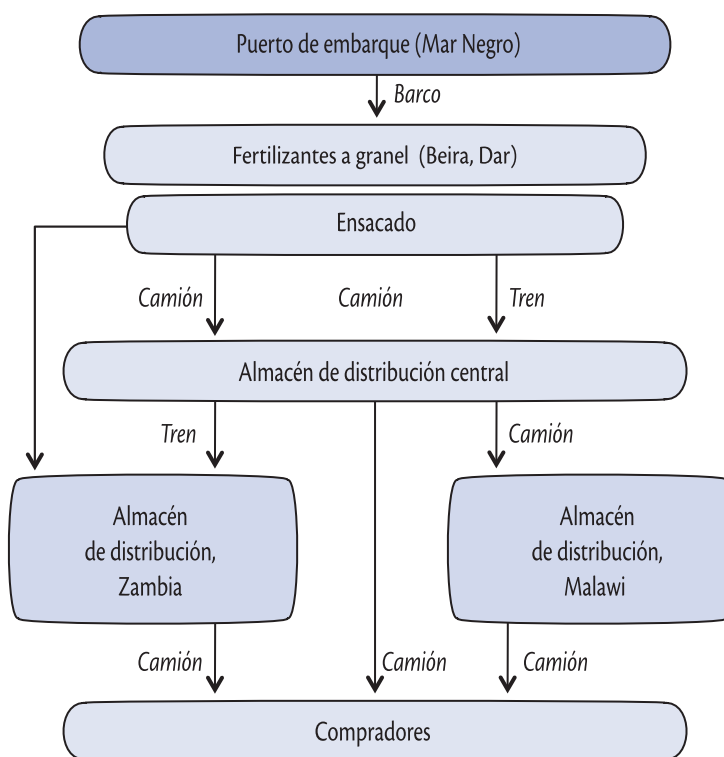 Puerto de embarque (Mar Negro)
Barco
Fertilizantes a granel (Beira, Dar)
Ensacado
Camión
Camión
Tren
Almacén de distribución central
Tren
Camión
Almacén
de distribución,
Zambia
Almacén
de distribución,
Malawi
Camión
Camión
Camión
Compradores